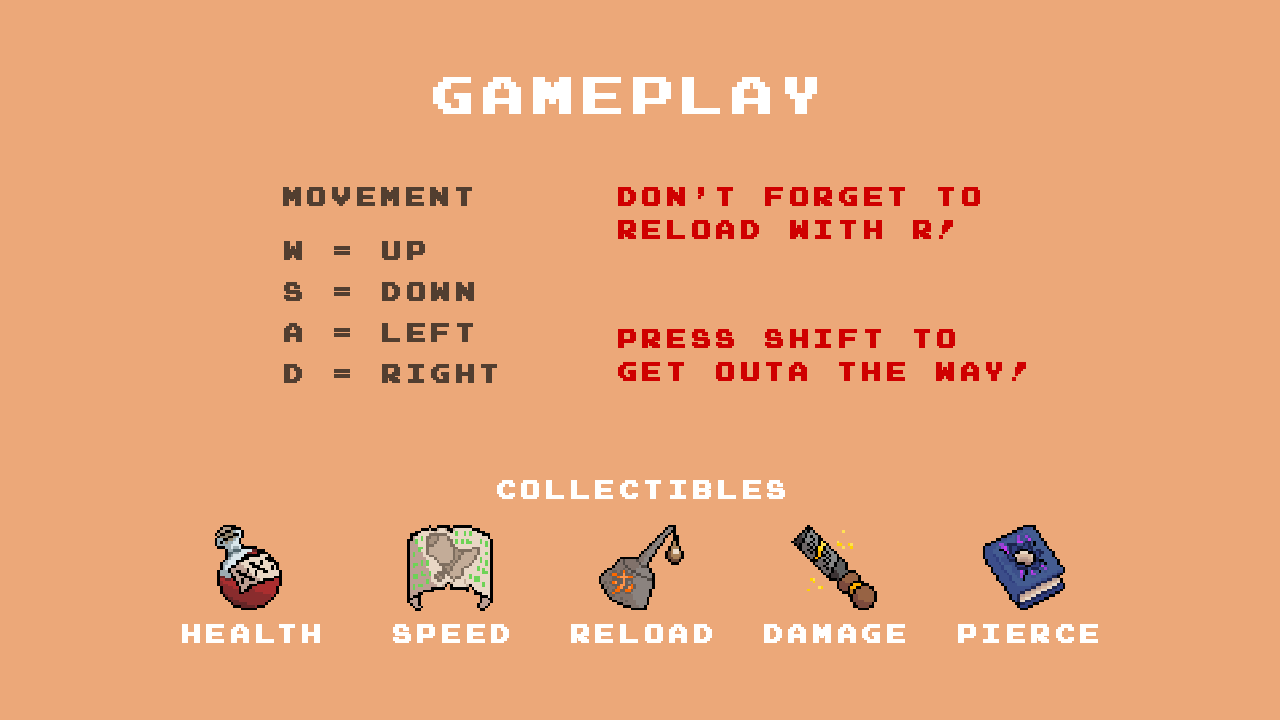 GAMEPLAY
MOVEMENT
W = UP
S = DOWN
A = LEFT
D = RIGHT
DON'T FORGET TO
RELOAD WITH R!
PRESS SHIFT TO
GET OUTA THE WAY!
COLLECTIBLES
HEALTH SPEED RELOAD DAMAGE PIERCE